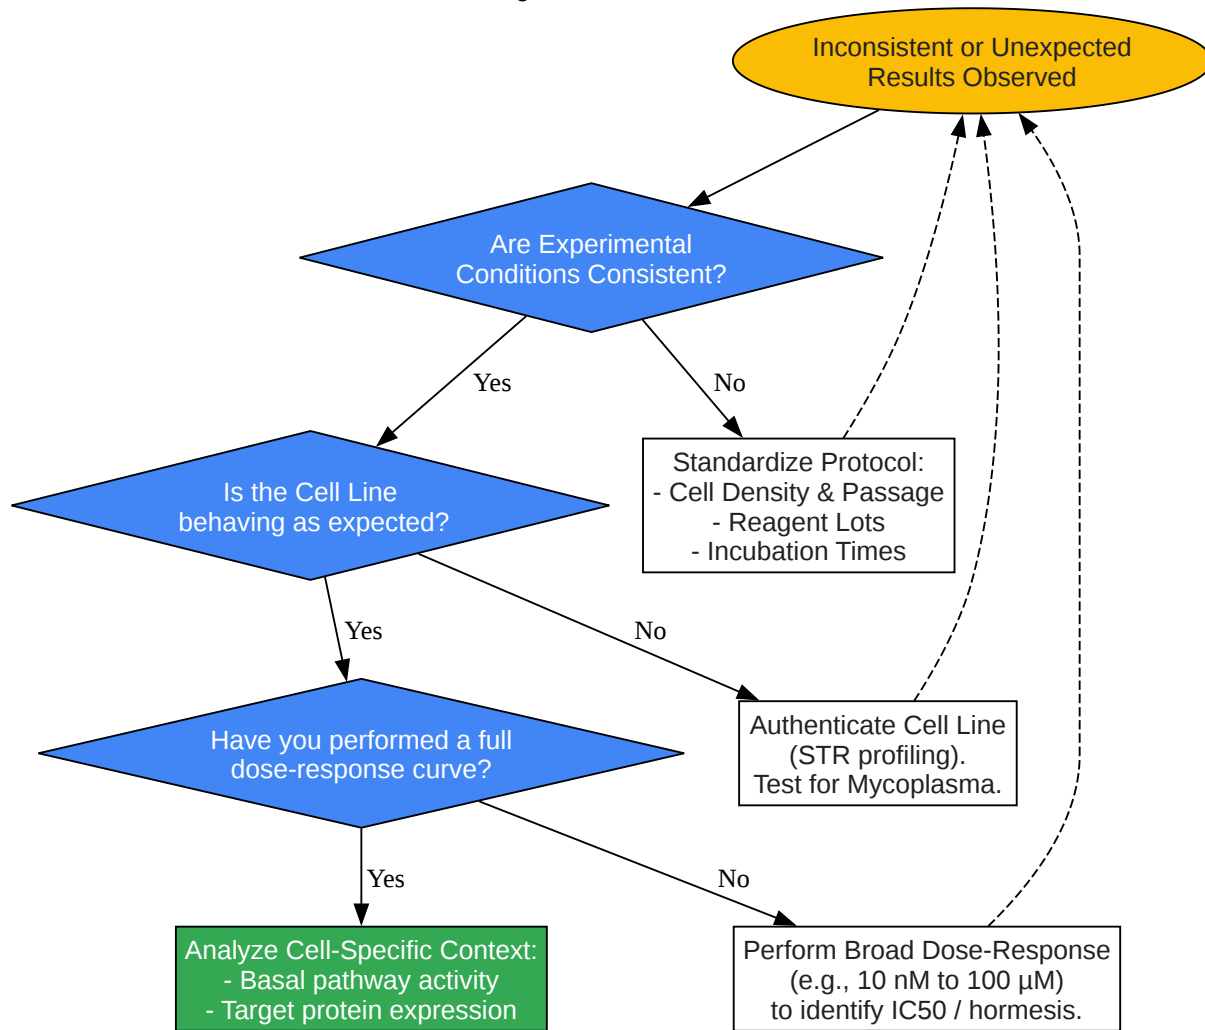 Inconsistent or Unexpected
Results Observed
Are Experimental
Conditions Consistent?
Yes
No
Standardize Protocol:
- Cell Density & Passage
- Reagent Lots
- Incubation Times
Is the Cell Line
behaving as expected?
Yes
No
Authenticate Cell Line
(STR profiling).
Test for Mycoplasma.
Have you performed a full
dose-response curve?
Yes
No
Analyze Cell-Specific Context:
- Basal pathway activity
- Target protein expression
Perform Broad Dose-Response
(e.g., 10 nM to 100 µM)
to identify IC50 / hormesis.